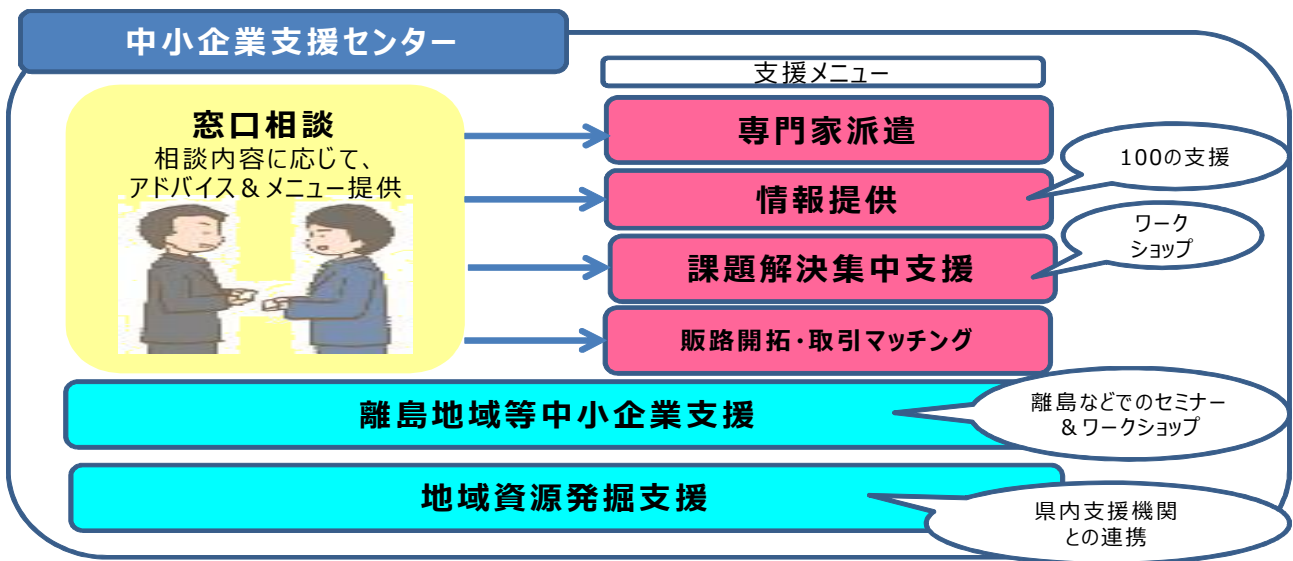 中小企業支援センター
支援メニュー
窓口相談
相談内容に応じて、
アドバイス＆メニュー提供
専門家派遣
100の支援
情報提供
ワーク
ショップ
課題解決集中支援
販路開拓・取引マッチング
離島地域等中小企業支援
離島などでのセミナー
＆ワークショップ
地域資源発掘支援
県内支援機関
との連携